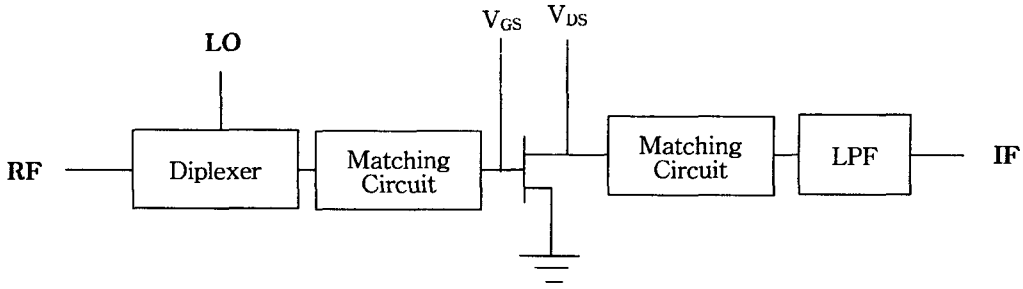 V_GS
V_DS
LO
RF
Diplexer
Matching
Circuit
Matching
Circuit
LPF
IF